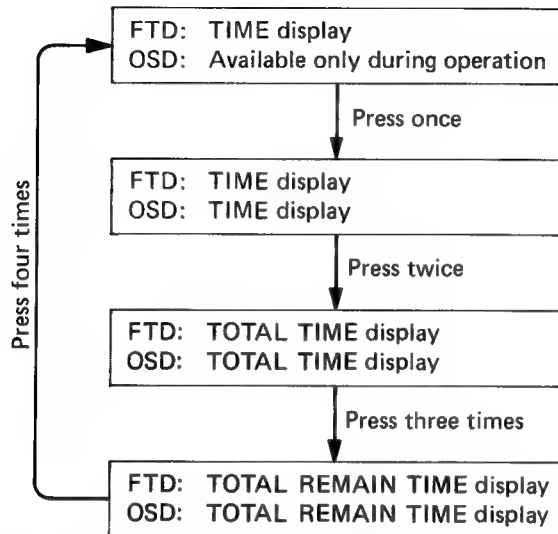 FTD: TIME display
OSD: Available only during operation
Press once
FTD: TIME display
OSD: TIME display
Press twice
FTD: TOTAL TIME display
OSD: TOTAL TIME display
Press three times
FTD: TOTAL REMAIN TIME display
OSD: TOTAL REMAIN TIME display
Press four times